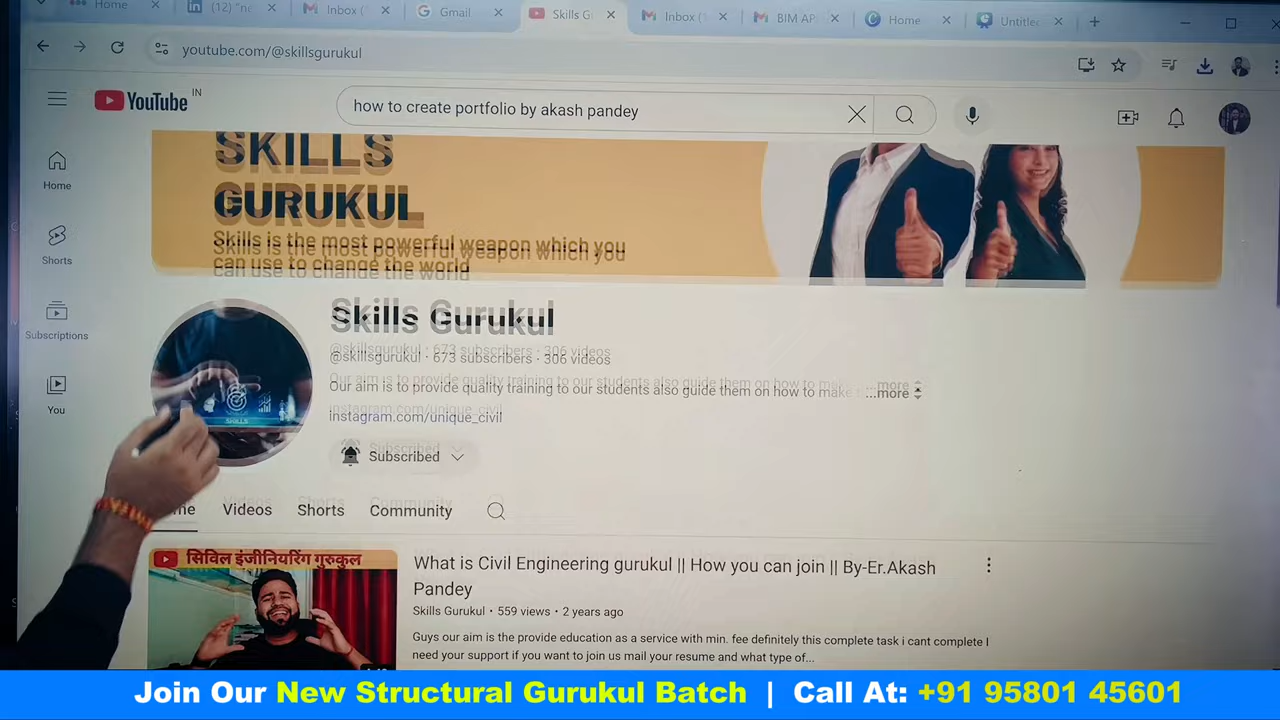 Home
(12) "ne
Inbox (
Gmail
Skills G
Inbox (
BIM AP
Home
Untitle
youtube.com/@skillsgurukul
YouTube IN
how to create portfolio by akash pandey
SKILLS
GURUKUL
Skills is the most powerful weapon which you
can use to change the world
Home
Shorts
Subscriptions
You
Skills Gurukul
@skillsgurukul · 673 subscribers · 306 videos
Our aim is to provide quality training to our students also guide them on how to make ...more
instagram.com/unique_civil
SKILLS
Subscribed
me Videos Shorts Community
सिविल इंजीनियरिंग गुरुकुल
What is Civil Engineering gurukul || How you can join || By-Er.Akash
Pandey
Skills Gurukul • 559 views • 2 years ago
Guys our aim is the provide education as a service with min. fee definitely this complete task i cant complete I
need your support if you want to join us mail your resume and what type of...
Join Our New Structural Gurukul Batch | Call At: +91 95801 45601